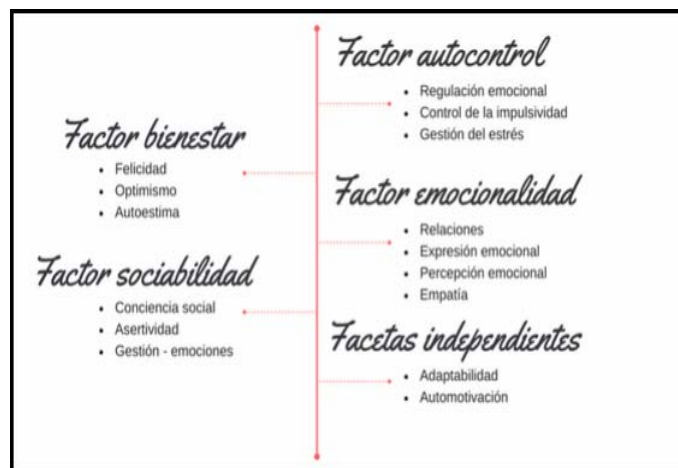 Factor autocontrol
• Regulación emocional
• Control de la impulsividad
• Gestión del estrés
Factor bienestar
• Felicidad
• Optimismo
• Autoestima
Factor emocionalidad
• Relaciones
• Expresión emocional
• Percepción emocional
• Empatía
Factor sociabilidad
• Conciencia social
• Asertividad
• Gestión - emociones
Facetas independientes
• Adaptabilidad
• Automotivación